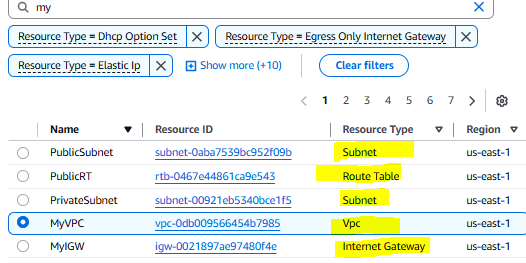 my
Resource Type = Dhcp Option Set
Resource Type = Egress Only Internet Gateway
Resource Type = Elastic Ip
Show more (+10)
Clear filters
1 2 3 4 5 6 7
Name Resource ID Resource Type Region
PublicSubnet subnet-0aba7539bc952f09b Subnet us-east-1
PublicRT rtb-0467e44861ca9e543 Route Table us-east-1
PrivateSubnet subnet-00921eb5340bce1f5 Subnet us-east-1
MyVPC vpc-0db009566454b7985 Vpc us-east-1
MyIGW igw-0021897ae97480f4e Internet Gateway us-east-1